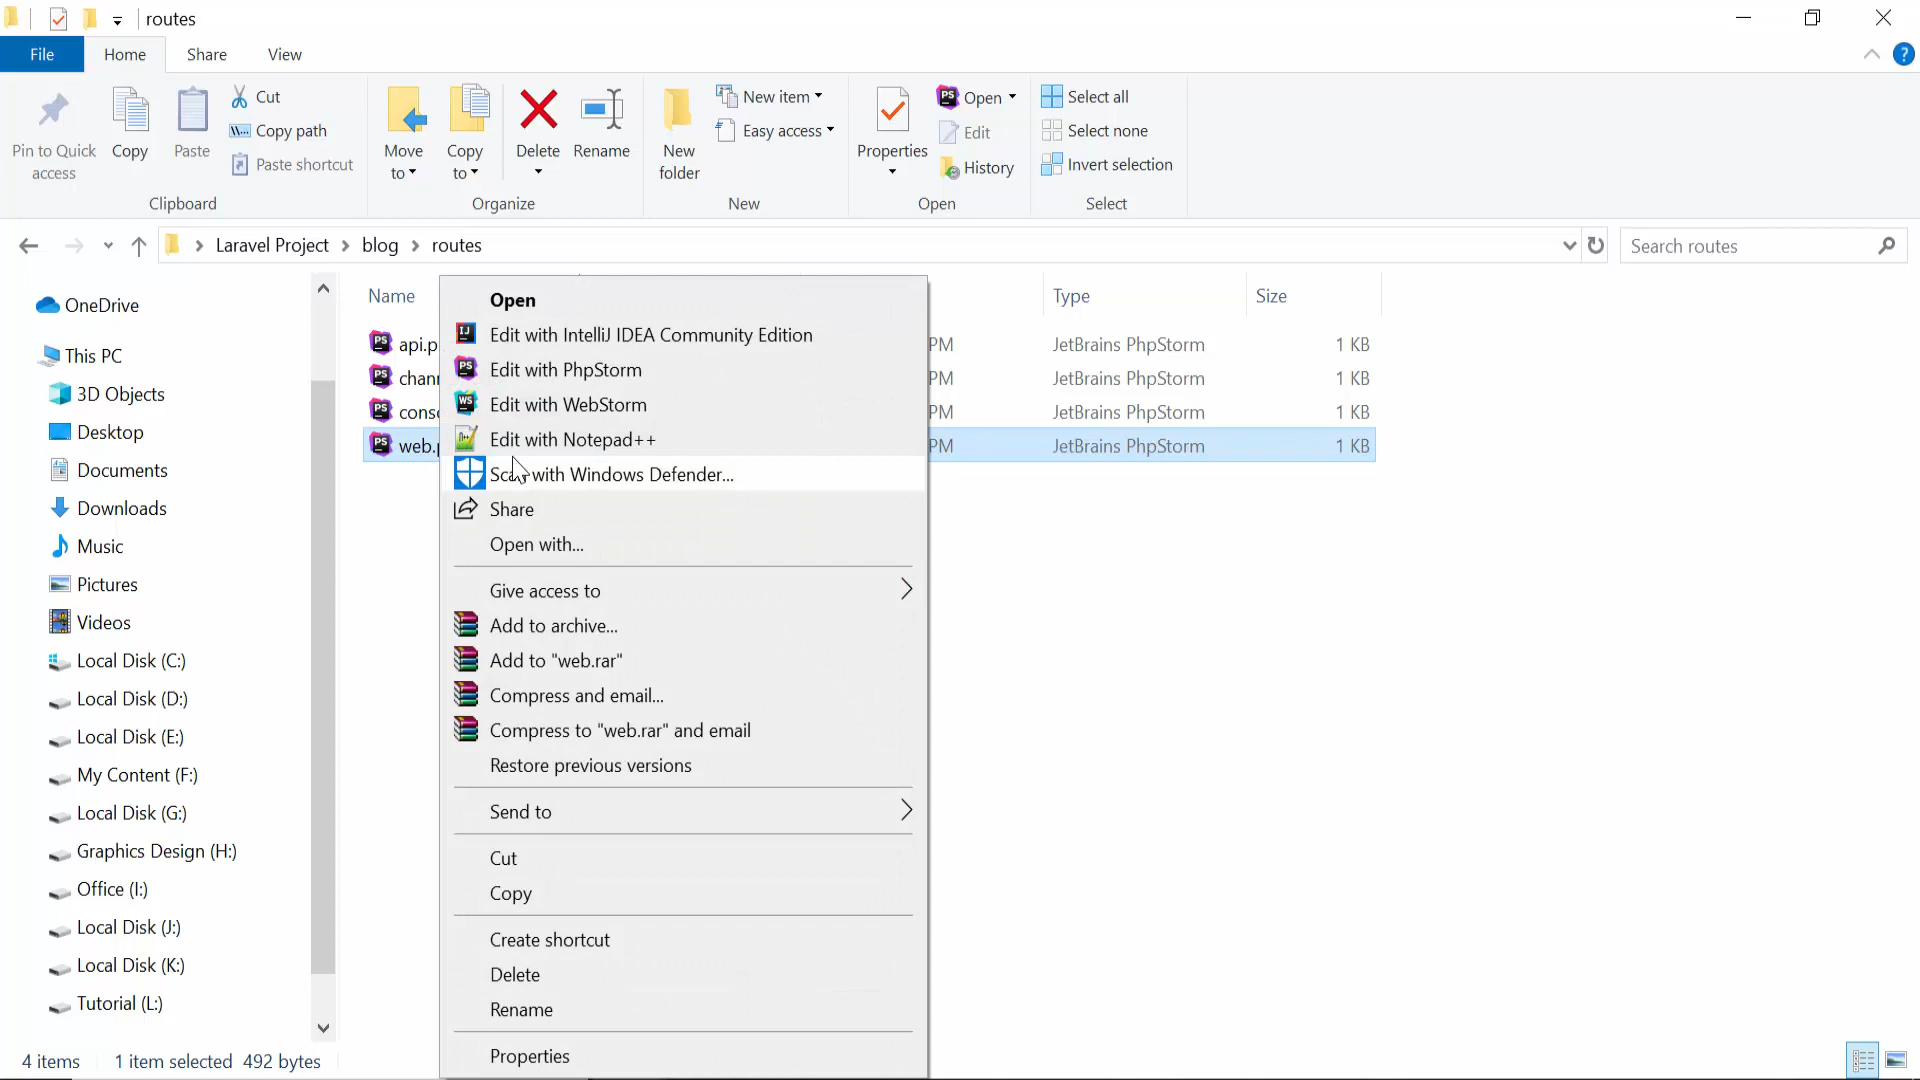 routes
File
Home
Share
View
Pin to Quick access
Copy
Paste
Cut
Copy path
Paste shortcut
Clipboard
Move to
Copy to
Delete
Rename
Organize
New folder
New item
Easy access
New
Properties
Open
Edit
History
Open
Select all
Select none
Invert selection
Select
Laravel Project > blog > routes
Search routes
OneDrive
This PC
3D Objects
Desktop
Documents
Downloads
Music
Pictures
Videos
Local Disk (C:)
Local Disk (D:)
Local Disk (E:)
My Content (F:)
Local Disk (G:)
Graphics Design (H:)
Office (I:)
Local Disk (J:)
Local Disk (K:)
Tutorial (L:)
Name
Type
Size
api.p
PM
JetBrains PhpStorm
1 KB
chann
PM
JetBrains PhpStorm
1 KB
conso
PM
JetBrains PhpStorm
1 KB
web.p
PM
JetBrains PhpStorm
1 KB
Open
Edit with IntelliJ IDEA Community Edition
Edit with PhpStorm
Edit with WebStorm
Edit with Notepad++
Scan with Windows Defender...
Share
Open with...
Give access to
Add to archive...
Add to "web.rar"
Compress and email...
Compress to "web.rar" and email
Restore previous versions
Send to
Cut
Copy
Create shortcut
Delete
Rename
Properties
4 items
1 item selected 492 bytes